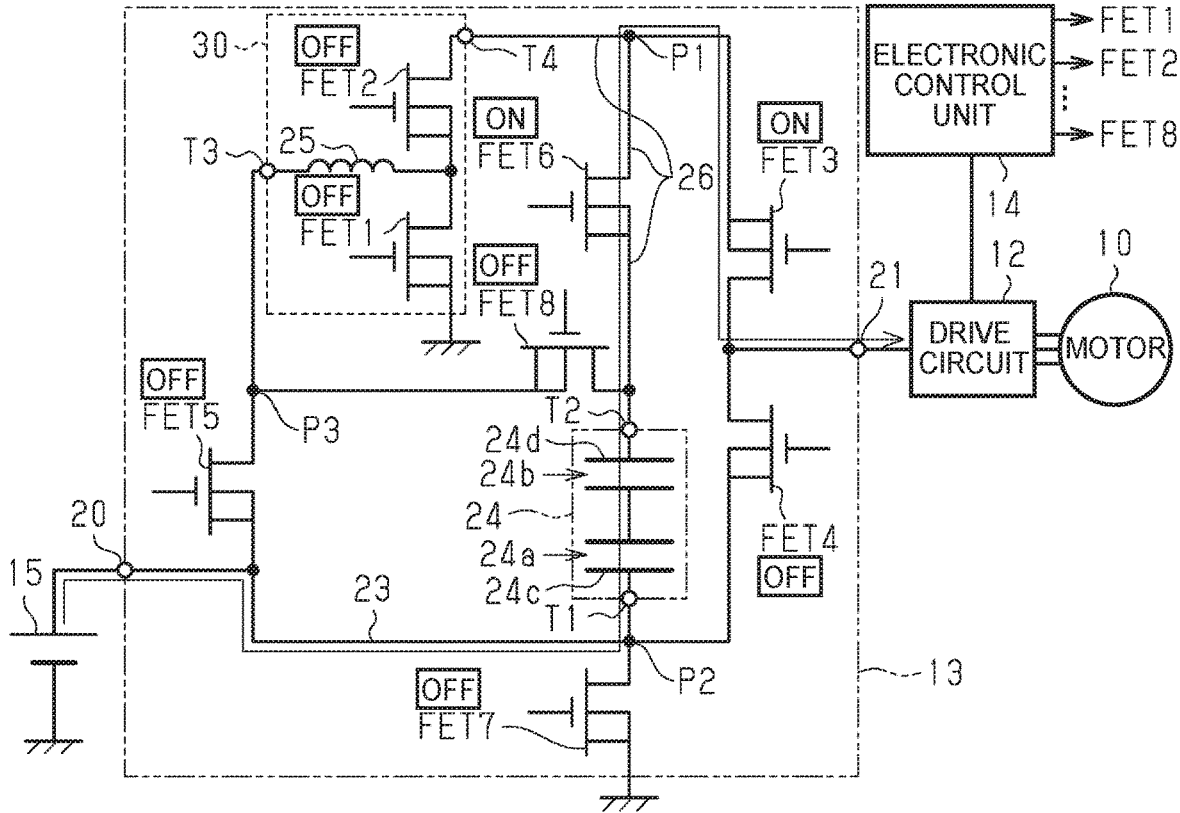 30
OFF
FET2
T4
P1
ELECTRONIC
CONTROL
UNIT
FET1
FET2
FET8
ON
FET6
ON
FET3
T3
25
26
14
OFF
FET1
OFF
FET8
21
12
10
DRIVE
CIRCUIT
MOTOR
OFF
FET5
P3
T2
24d
24b
24
24a
24c
T1
FET4
OFF
20
15
23
P2
13
OFF
FET7